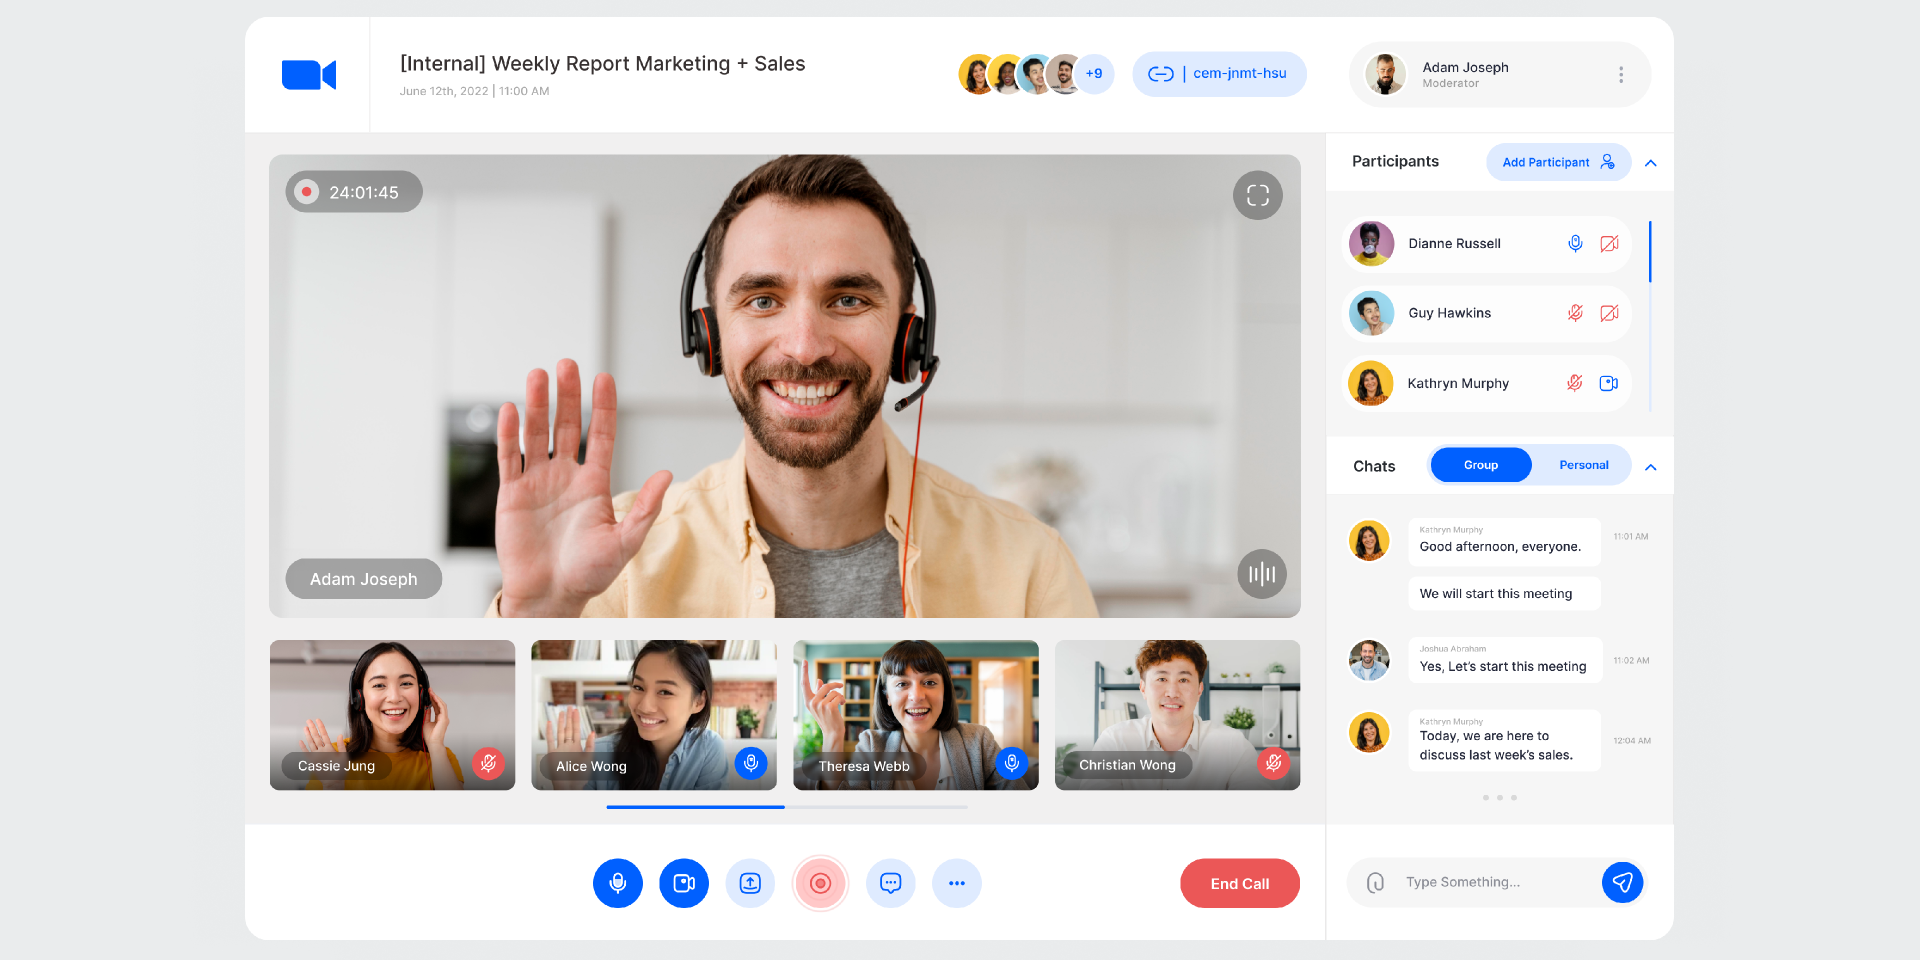 [Internal] Weekly Report Marketing + Sales
June 12th, 2022 | 11:00 AM
+9
| cem-jnmt-hsu
Adam Joseph
Moderator
24:01:45
Adam Joseph
Cassie Jung
Alice Wong
Theresa Webb
Christian Wong
End Call
Participants
Add Participant
Dianne Russell
Guy Hawkins
Kathryn Murphy
Chats
Group
Personal
Kathryn Murphy
Good afternoon, everyone.
11:01 AM
We will start this meeting
Joshua Abraham
Yes, Let's start this meeting
11:02 AM
Kathryn Murphy
Today, we are here to
discuss last week's sales.
12:04 AM
Type Something...